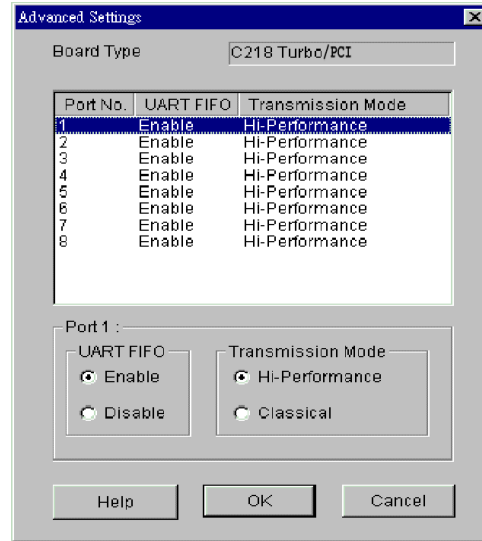 Advanced Settings
Board Type C218 Turbo/PCI
Port No. UART FIFO Transmission Mode
1 Enable Hi-Performance
2 Enable Hi-Performance
3 Enable Hi-Performance
4 Enable Hi-Performance
5 Enable Hi-Performance
6 Enable Hi-Performance
7 Enable Hi-Performance
8 Enable Hi-Performance
Port 1 :
UART FIFO Transmission Mode
Enable Hi-Performance
Disable Classical
Help OK Cancel